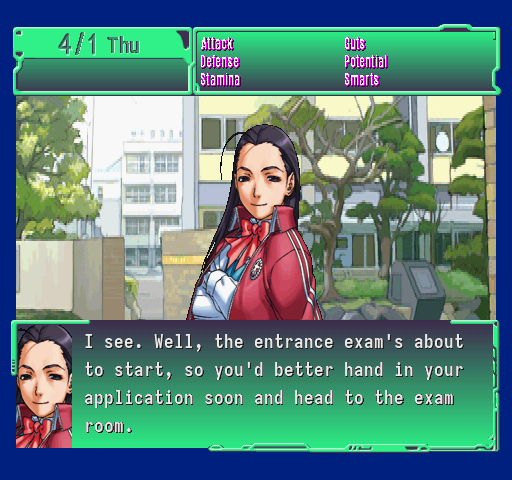 4/1 Thu
Attack
Guts
Defense
Potential
Stamina
Smarts
I see. Well, the entrance exam's about
to start, so you'd better hand in your
application soon and head to the exam
room.